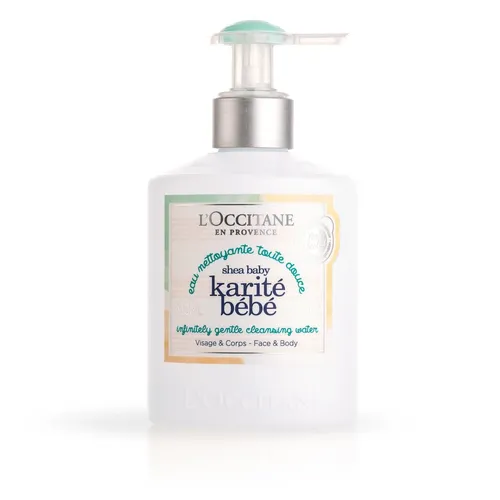 L'OCCITANE
EN PROVENCE
eau nettoyante toute douce
shea baby
karité
bébé
infinitely gentle cleansing water
Visage & Corps - Face & Body
L'OCCITANE